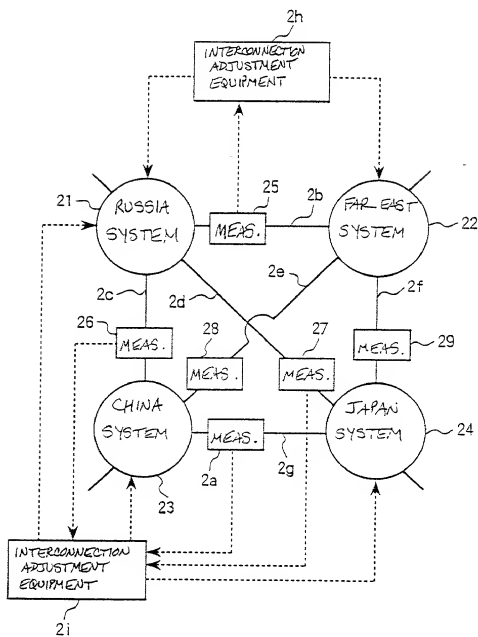 2h
INTERCONNECTION
ADJUSTMENT
EQUIPMENT
21
RUSSIA
SYSTEM
25
MEAS.
2b
FAR EAST
SYSTEM
22
2c
2d
2e
2f
26
MEAS.
28
MEAS.
27
MEAS.
MEAS.
29
CHINA
SYSTEM
23
MEAS.
2a
2g
JAPAN
SYSTEM
24
INTERCONNECTION
ADJUSTMENT
EQUIPMENT
2i